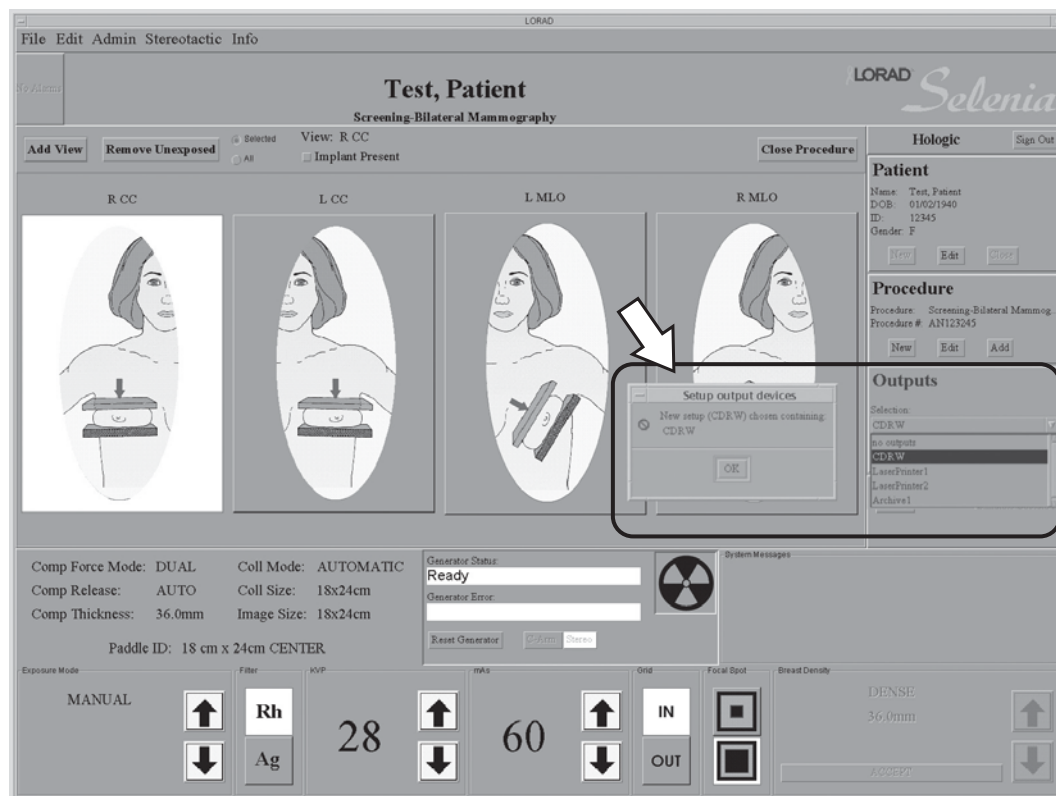 LORAD
File Edit Admin Stereotactic Info
No Alarms
Test, Patient
Screening-Bilateral Mammography
LORAD
Selenia
Add View
Remove Unexposed
Selected
All
View: R CC
Implant Present
Close Procedure
Hologic
Sign Out
R CC
L CC
L MLO
R MLO
Patient
Name: Test, Patient
DOB: 01/02/1940
ID: 12345
Gender: F
New Edit Close
Procedure
Procedure: Screening-Bilateral Mammog...
Procedure # AN123245
New Edit Add
Setup output devices
New setup (CDRW) chosen containing:
CDRW
OK
Outputs
Selection:
CDRW
no outputs
CDRW
LaserPrinter1
LaserPrinter2
Archive1
Comp Force Mode: DUAL
Comp Release: AUTO
Comp Thickness: 36.0mm
Coll Mode: AUTOMATIC
Coll Size: 18x24cm
Image Size: 18x24cm
Paddle ID: 18 cm x 24cm CENTER
Generator Status:
Ready
Generator Error:
Reset Generator
C-Arm Stereo
System Messages
Exposure Mode
MANUAL
Filter
Rh
Ag
KVP
28
mAs
60
Grid
IN
OUT
Focal Spot
Breast Density
DENSE
36.0mm
ACCEPT